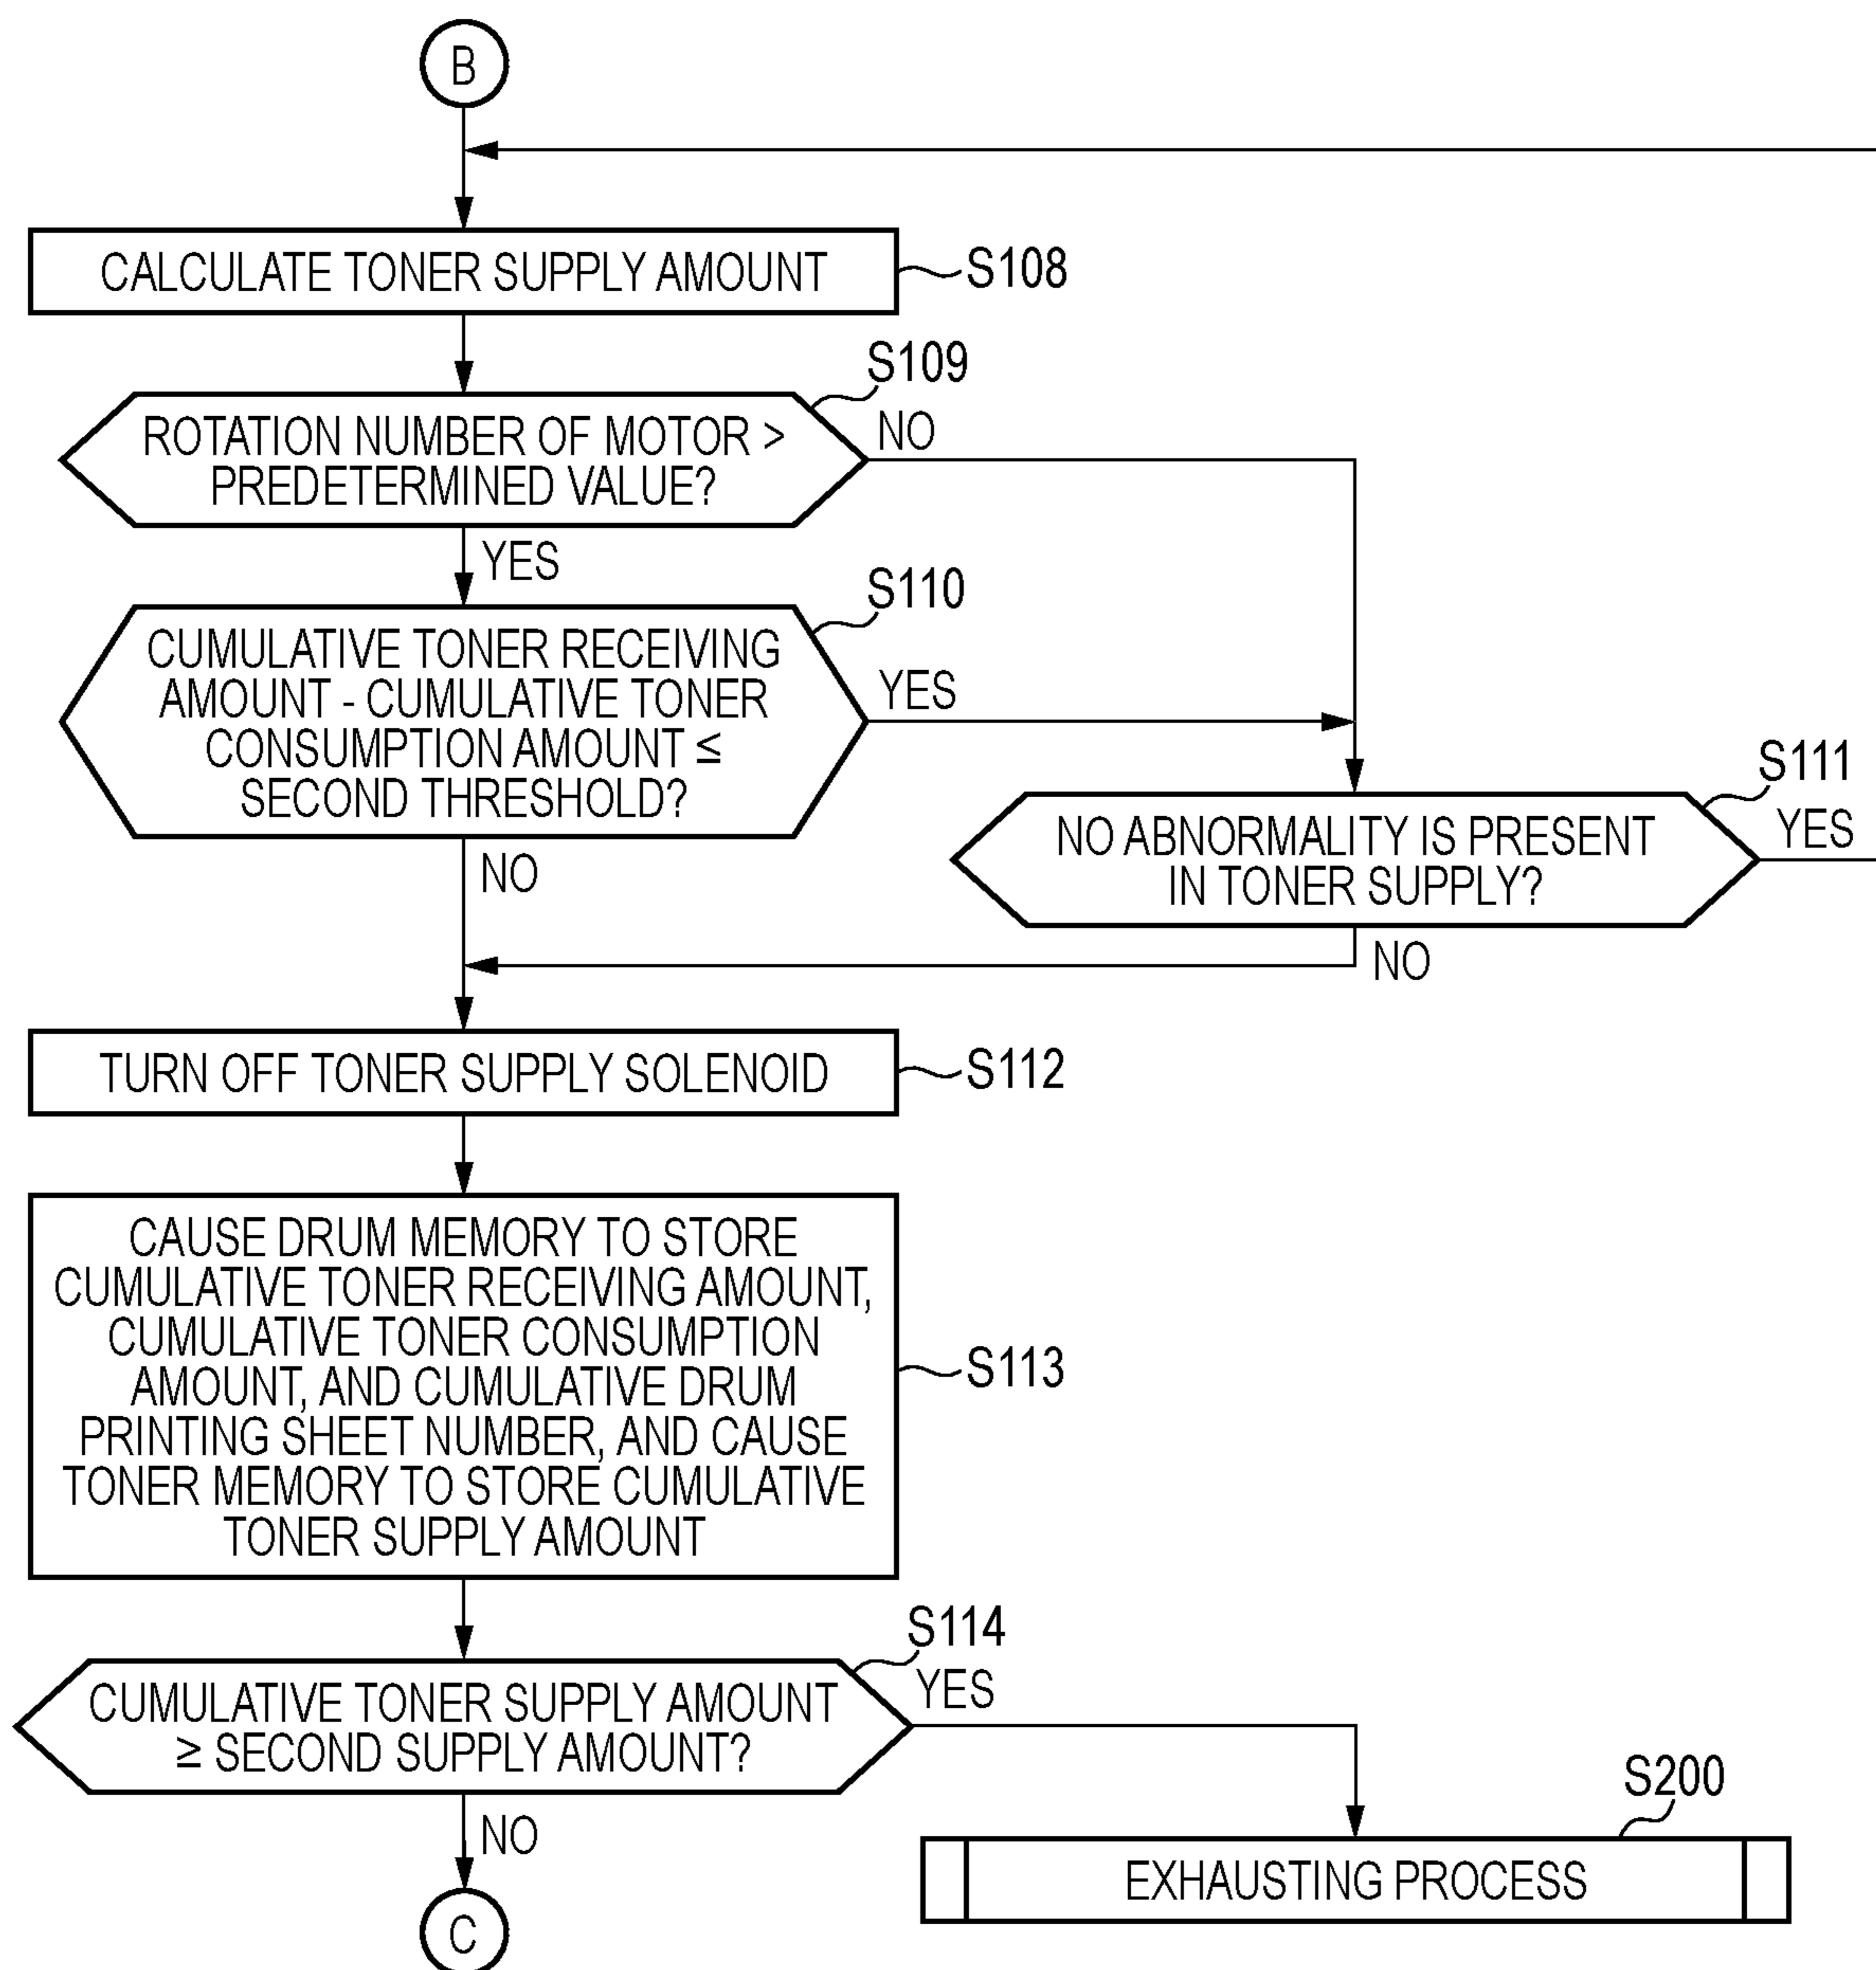 B
CALCULATE TONER SUPPLY AMOUNT
S108
S109
ROTATION NUMBER OF MOTOR >
PREDETERMINED VALUE?
NO
YES
S110
CUMULATIVE TONER RECEIVING
AMOUNT - CUMULATIVE TONER
CONSUMPTION AMOUNT ≤
SECOND THRESHOLD?
YES
NO
S111
NO ABNORMALITY IS PRESENT
IN TONER SUPPLY?
YES
NO
TURN OFF TONER SUPPLY SOLENOID
S112
CAUSE DRUM MEMORY TO STORE
CUMULATIVE TONER RECEIVING AMOUNT,
CUMULATIVE TONER CONSUMPTION
AMOUNT, AND CUMULATIVE DRUM
PRINTING SHEET NUMBER, AND CAUSE
TONER MEMORY TO STORE CUMULATIVE
TONER SUPPLY AMOUNT
S113
S114
CUMULATIVE TONER SUPPLY AMOUNT
≥ SECOND SUPPLY AMOUNT?
YES
NO
S200
EXHAUSTING PROCESS
C